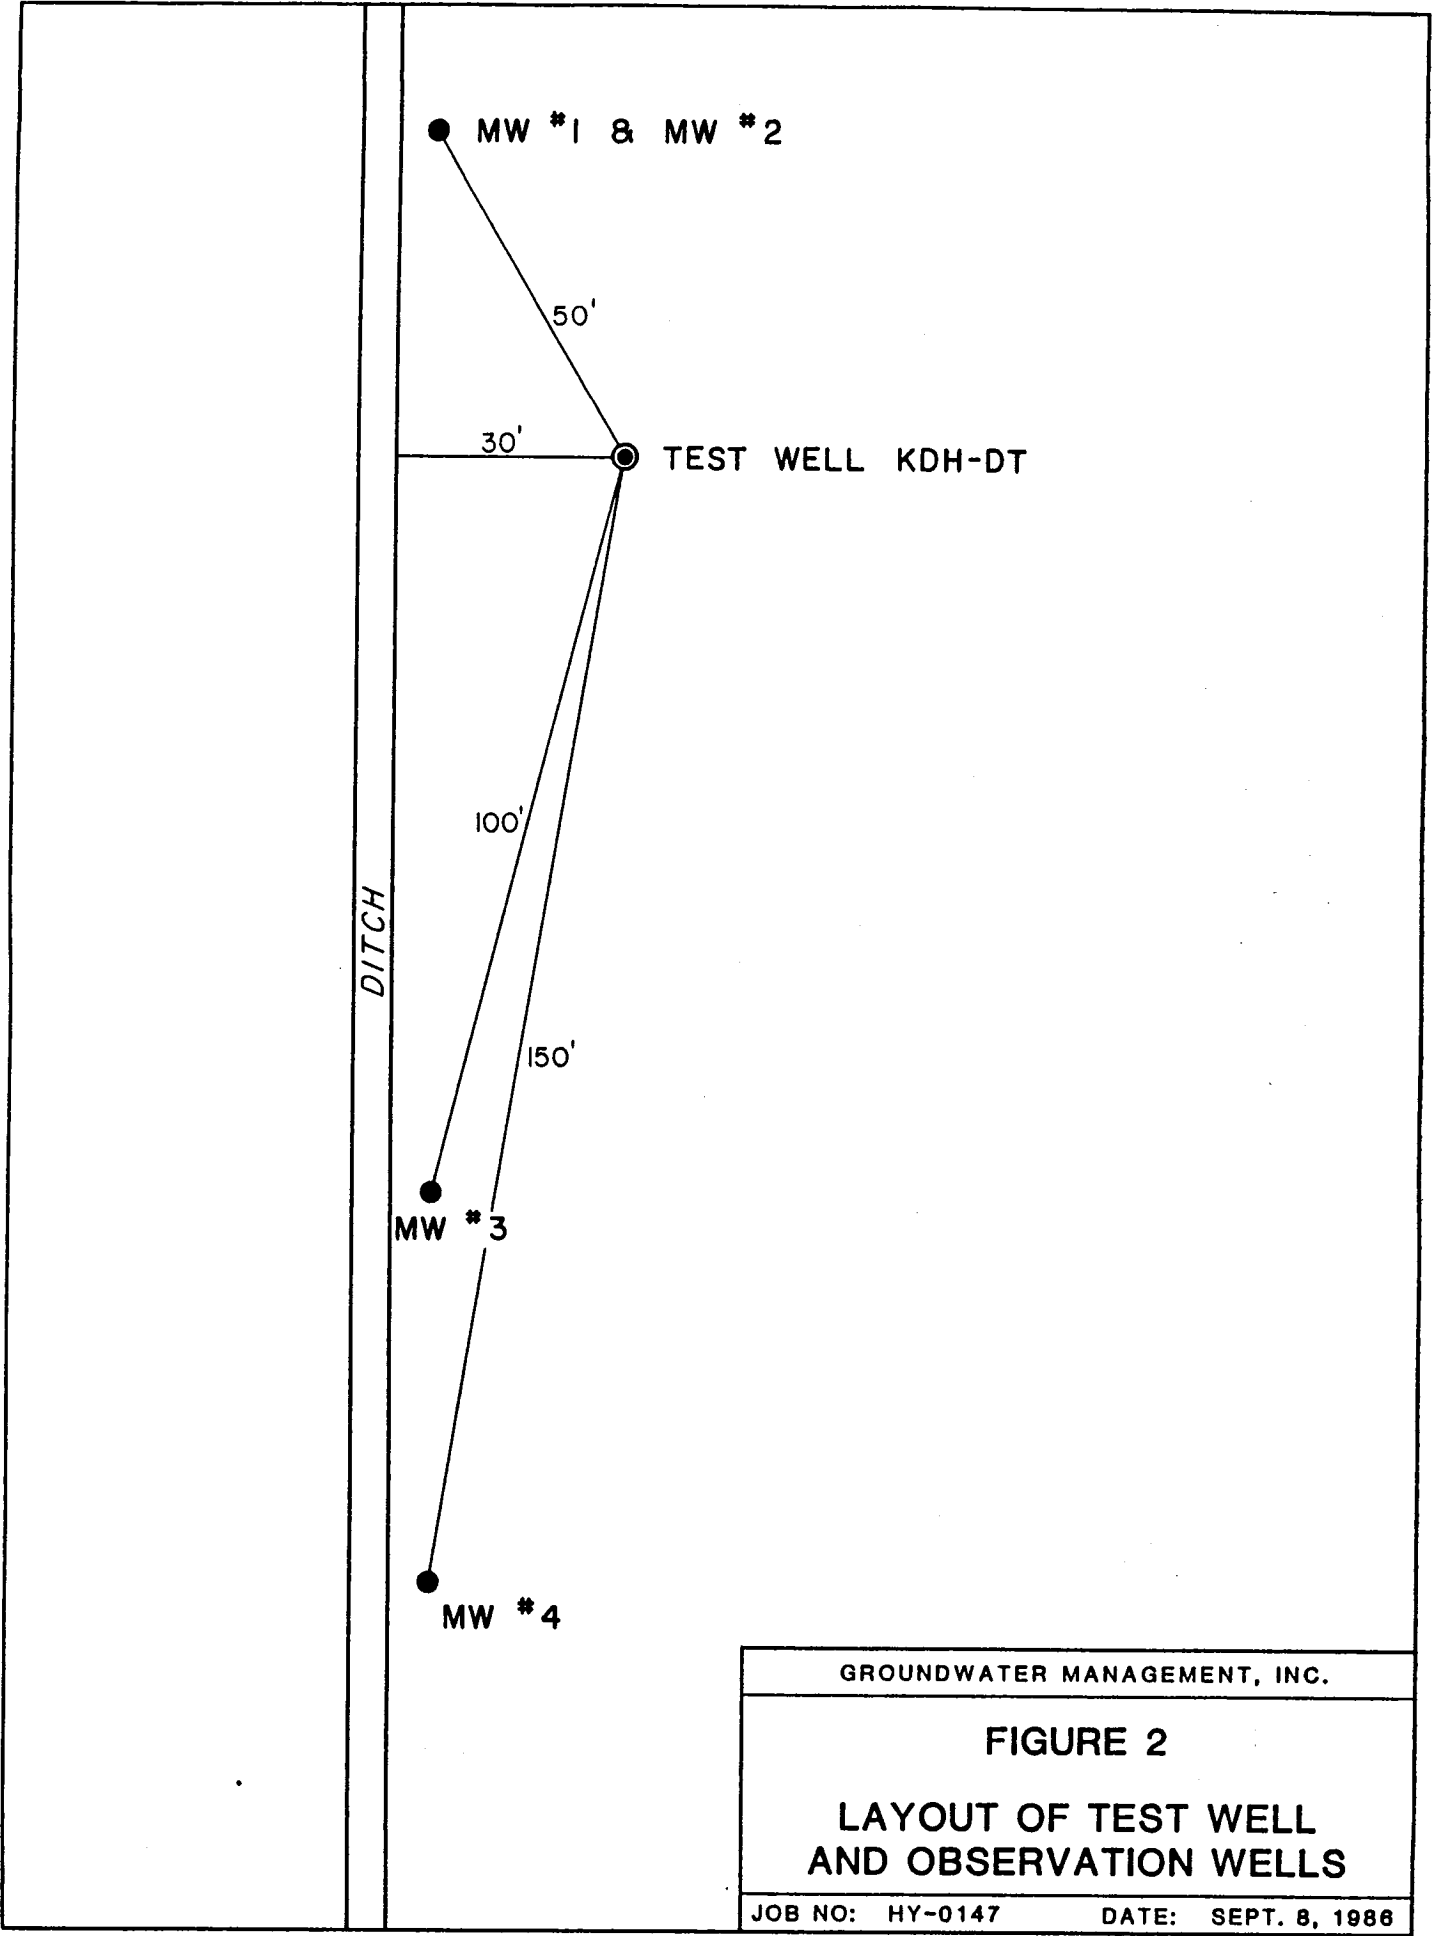 MW #1 & MW #2
50'
30'
TEST WELL KDH-DT
100'
DITCH
150'
MW #3
MW #4
GROUNDWATER MANAGEMENT, INC.
FIGURE 2
LAYOUT OF TEST WELL
AND OBSERVATION WELLS
JOB NO: HY-0147 DATE: SEPT. 8, 1986